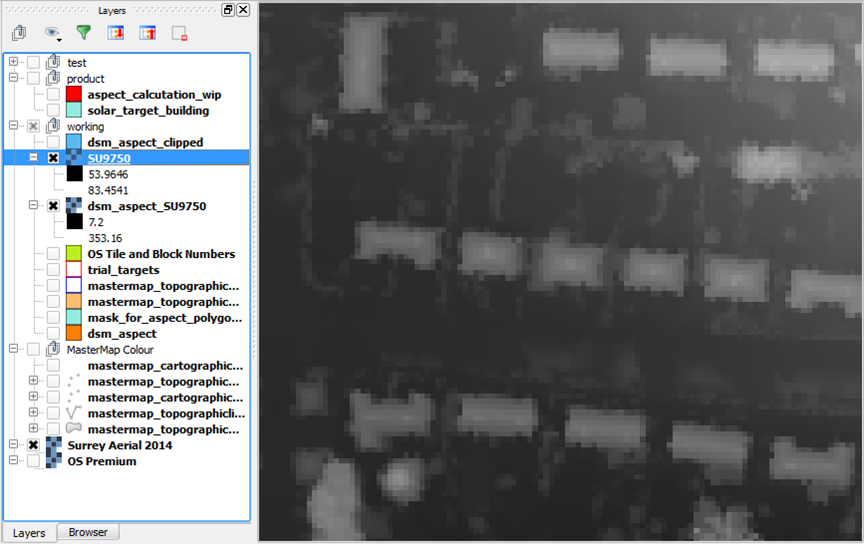 Layers
test
product
aspect_calcutation_wip
solar_target_building
working
dsm_aspect_clipped
SU9750
53.9646
83.4541
dsm_aspect_SU9750
7.2
353.16
OS Tile and Block Numbers
trial_targets
mastermap_topographic...
mastermap_topographic...
mask_for_aspect_polygo...
dsm_aspect
MasterMap Colour
mastermap_cartographic...
mastermap_topographic...
mastermap_cartographic...
mastermap_topographicli...
mastermap_topographic...
Surrey Aerial 2014
OS Premium
Layers Browser